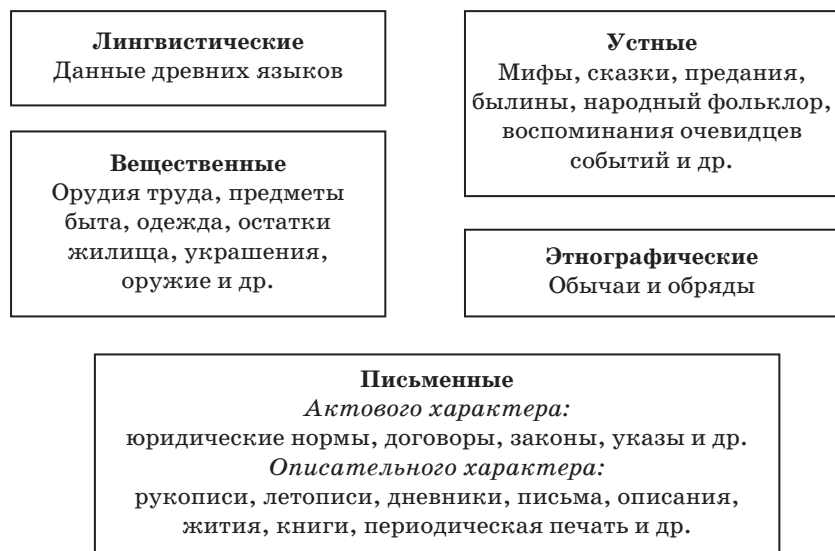 Лингвистические
Данные древних языков
Вещественные
Орудия труда, предметы
быта, одежда, остатки
жилища, украшения,
оружие и др.
Устные
Мифы, сказки, предания,
былины, народный фольклор,
воспоминания очевидцев
событий и др.
Этнографические
Обычаи и обряды
Письменные
Актового характера:
юридические нормы, договоры, законы, указы и др.
Описательного характера:
рукописи, летописи, дневники, письма, описания,
жития, книги, периодическая печать и др.